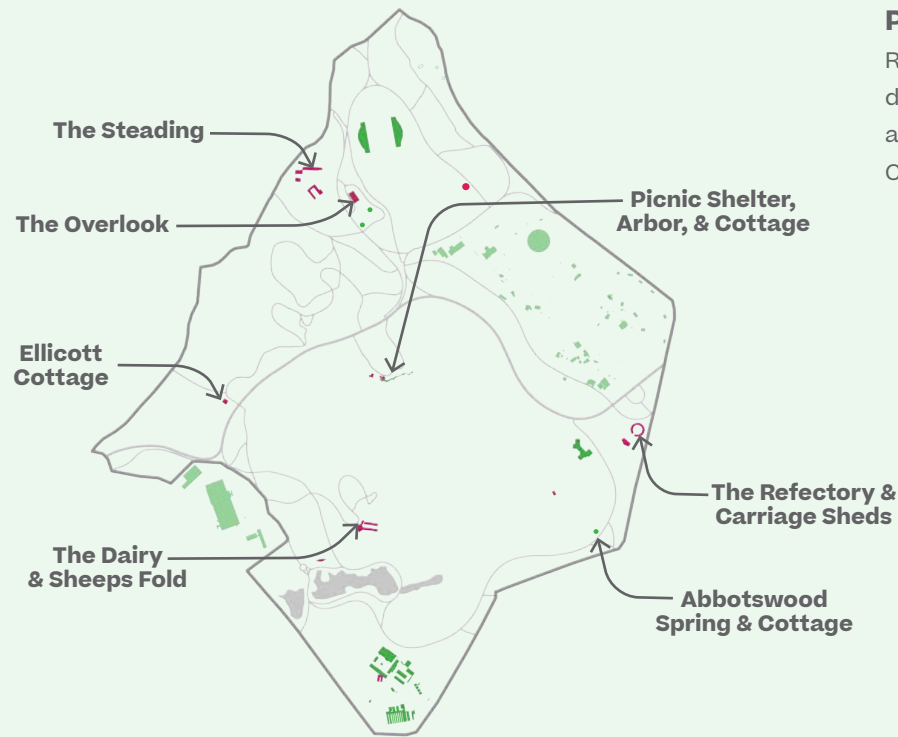 The Steading
The Overlook
Picnic Shelter,
Arbor, & Cottage
Ellicott
Cottage
The Refectory &
Carriage Sheds
The Dairy
& Sheeps Fold
Abbotswood
Spring & Cottage